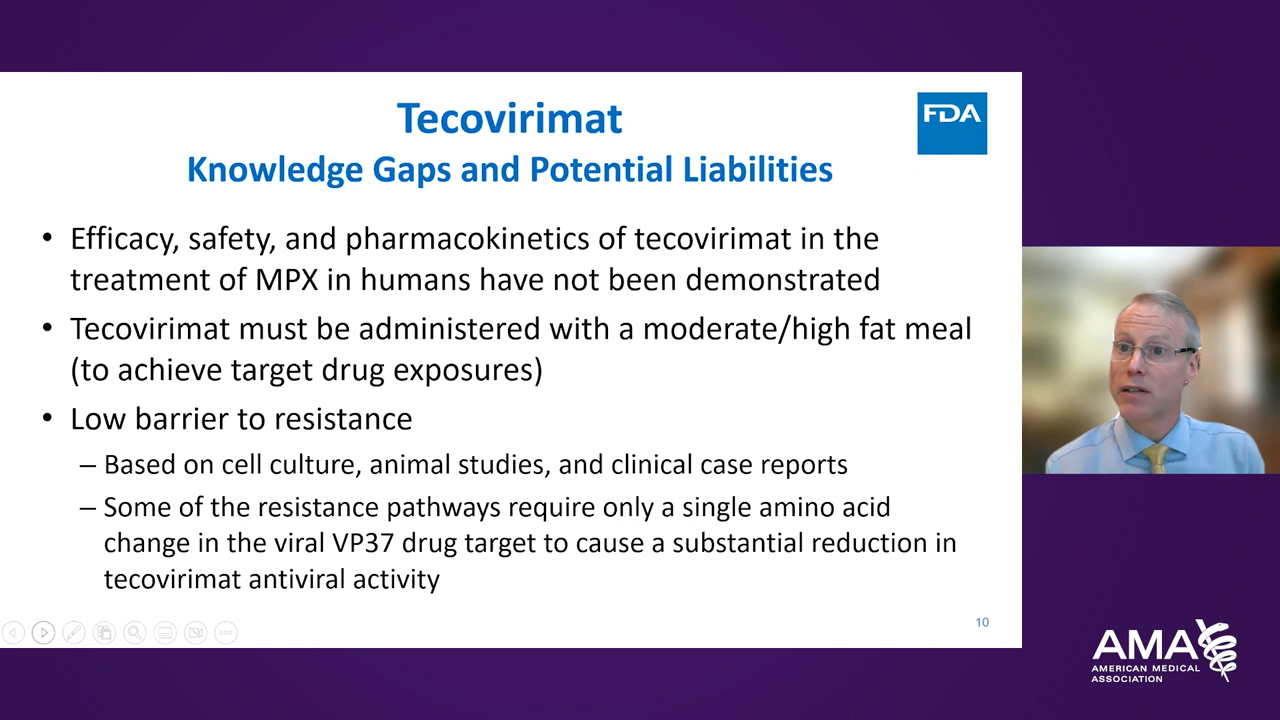 Tecovirimat
FDA
Knowledge Gaps and Potential Liabilities
• Efficacy, safety, and pharmacokinetics of tecovirimat in the
treatment of MPX in humans have not been demonstrated
• Tecovirimat must be administered with a moderate/high fat meal
(to achieve target drug exposures)
• Low barrier to resistance
– Based on cell culture, animal studies, and clinical case reports
– Some of the resistance pathways require only a single amino acid
change in the viral VP37 drug target to cause a substantial reduction in
tecovirimat antiviral activity
10
AMA
AMERICAN MEDICAL
ASSOCIATION